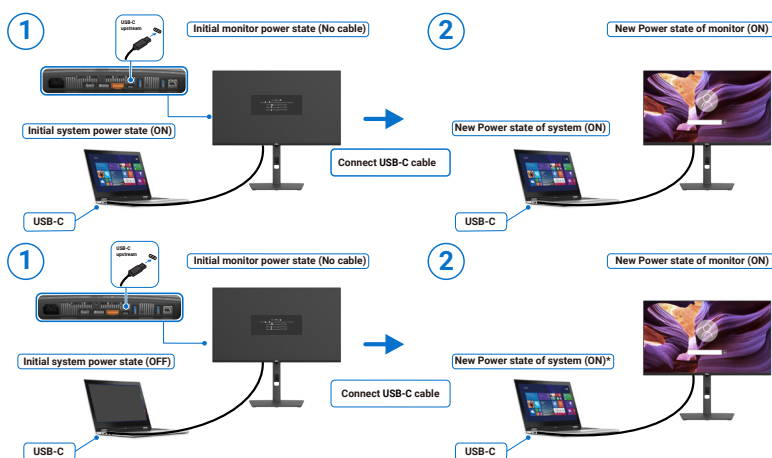 1
USB-C
upstream
Initial monitor power state (No cable)
Initial system power state (ON)
USB-C
Connect USB-C cable
2
New Power state of monitor (ON)
New Power state of system (ON)
USB-C
1
USB-C
upstream
Initial monitor power state (No cable)
Initial system power state (OFF)
USB-C
Connect USB-C cable
2
New Power state of monitor (ON)
New Power state of system (ON)*
USB-C